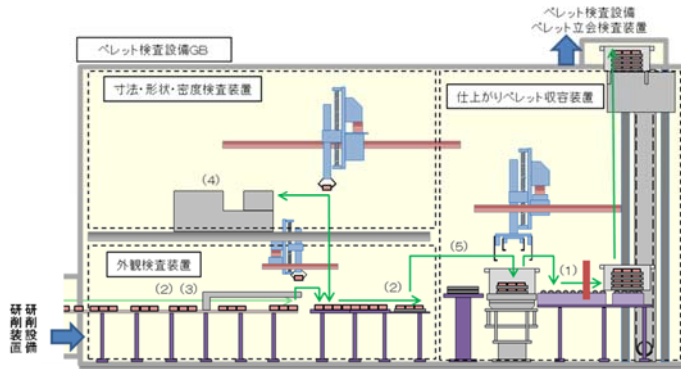 ペレット検査設備
ペレット立会検査装置
ペレット検査設備GB
寸法・形状・密度検査装置
仕上がりペレット収容装置
(4)
(5)
(1)
外観検査装置
(2) (3)
(2)
研削設備
研削装置